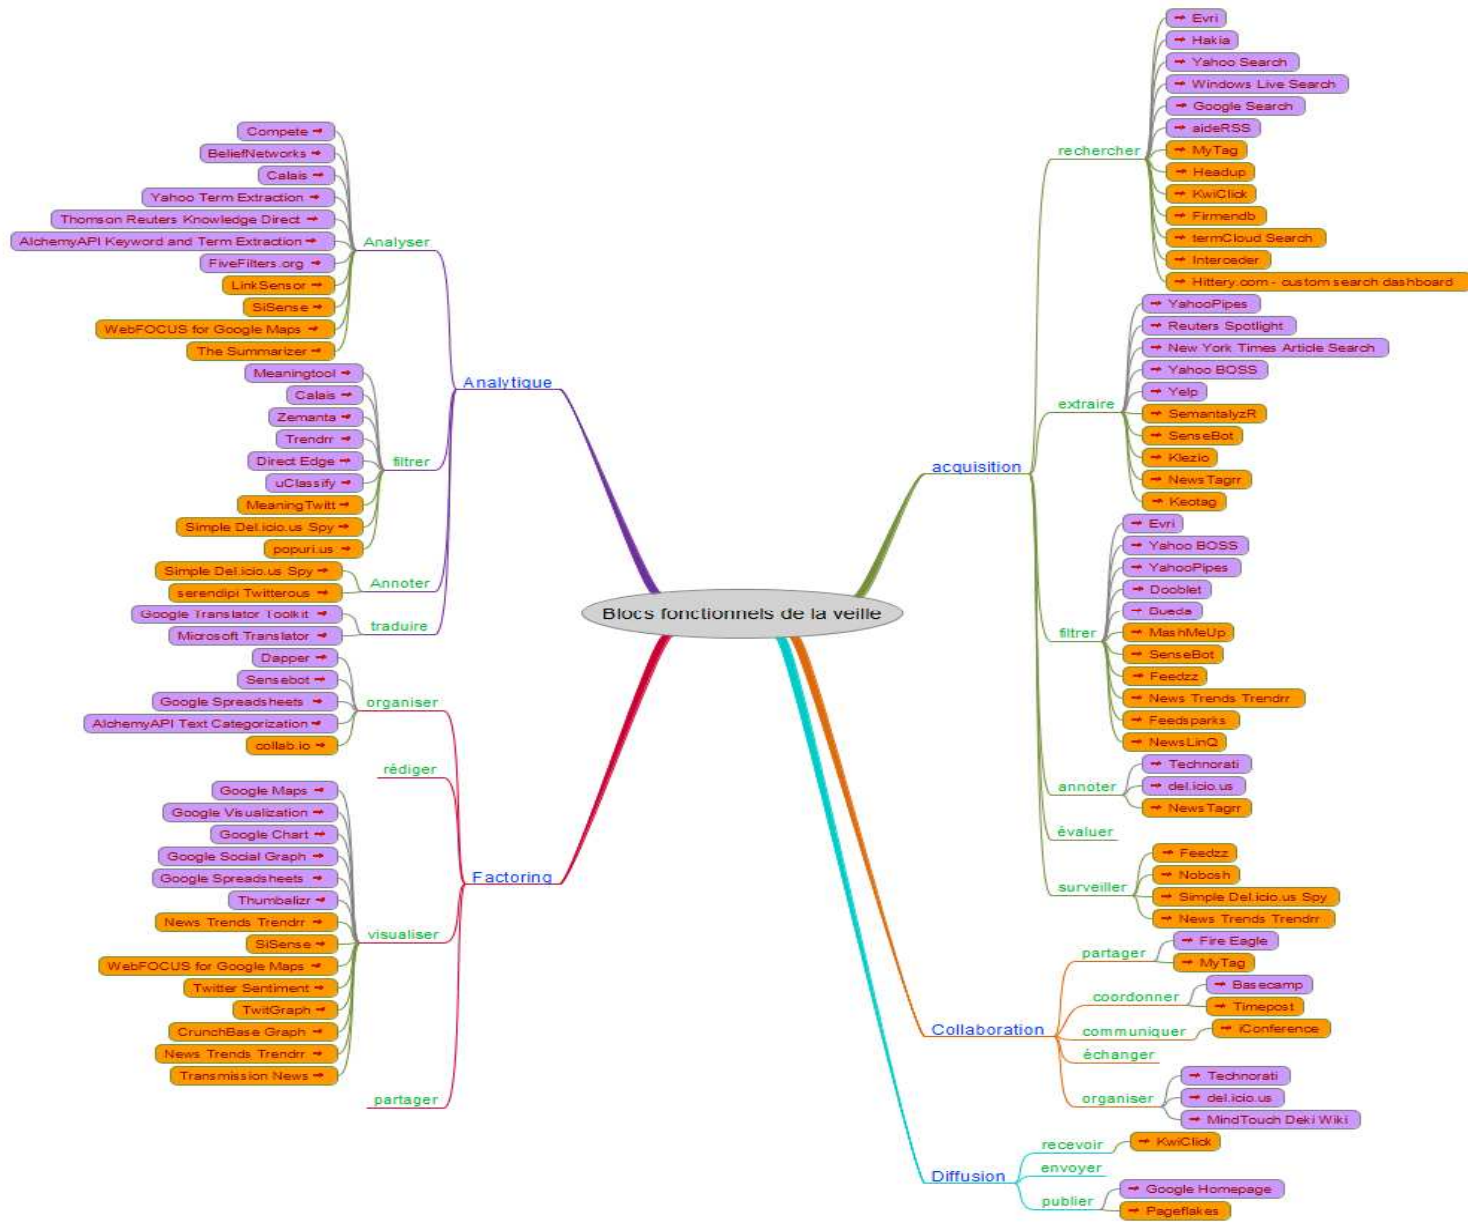 Blocs fonctionnels de la veille
Analytique
Analyser
Compete
BeliefNetworks
Calais
Yahoo Term Extraction
Thomson Reuters Knowledge Direct
AlchemyAPI Keyword and Term Extraction
FiveFilters.org
LinkSensor
SiSense
WebFOCUS for Google Maps
The Summarizer
filtrer
Meaningtool
Calais
Zemanta
Trendrr
Direct Edge
uClassify
MeaningTwitt
Simple Del.icio.us Spy
popuri.us
Annoter
Simple Del.icio.us Spy
serendipi Twitterous
traduire
Google Translator Toolkit
Microsoft Translator
Factoring
organiser
Dapper
Sensebot
Google Spreadsheets
AlchemyAPI Text Categorization
collab.io
rédiger
visualiser
Google Maps
Google Visualization
Google Chart
Google Social Graph
Google Spreadsheets
Thumbalizr
News Trends Trendrr
SiSense
WebFOCUS for Google Maps
Twitter Sentiment
TwitGraph
CrunchBase Graph
News Trends Trendrr
Transmission News
partager
acquisition
rechercher
Evri
Hakia
Yahoo Search
Windows Live Search
Google Search
aideRSS
MyTag
Headup
KwiClick
Firmendb
termCloud Search
Interceder
Hittery.com - custom search dashboard
extraire
YahooPipes
Reuters Spotlight
New York Times Article Search
Yahoo BOSS
Yelp
SemantalyzR
SenseBot
Klezio
NewsTagrr
Keotag
filtrer
Evri
Yahoo BOSS
YahooPipes
Dooblet
Dueda
MashMeUp
SenseBot
Feedzz
News Trends Trendrr
Feedsparks
NewsLinQ
annoter
Technorati
del.icio.us
NewsTagrr
évaluer
surveiller
Feedzz
Nobosh
Simple Del.icio.us Spy
News Trends Trendrr
Collaboration
partager
Fire Eagle
MyTag
coordonner
Basecamp
Timepost
communiquer
iConference
échanger
organiser
Technorati
del.icio.us
MindTouch Deki Wiki
Diffusion
recevoir
KwiClick
envoyer
publier
Google Homepage
Pageflakes